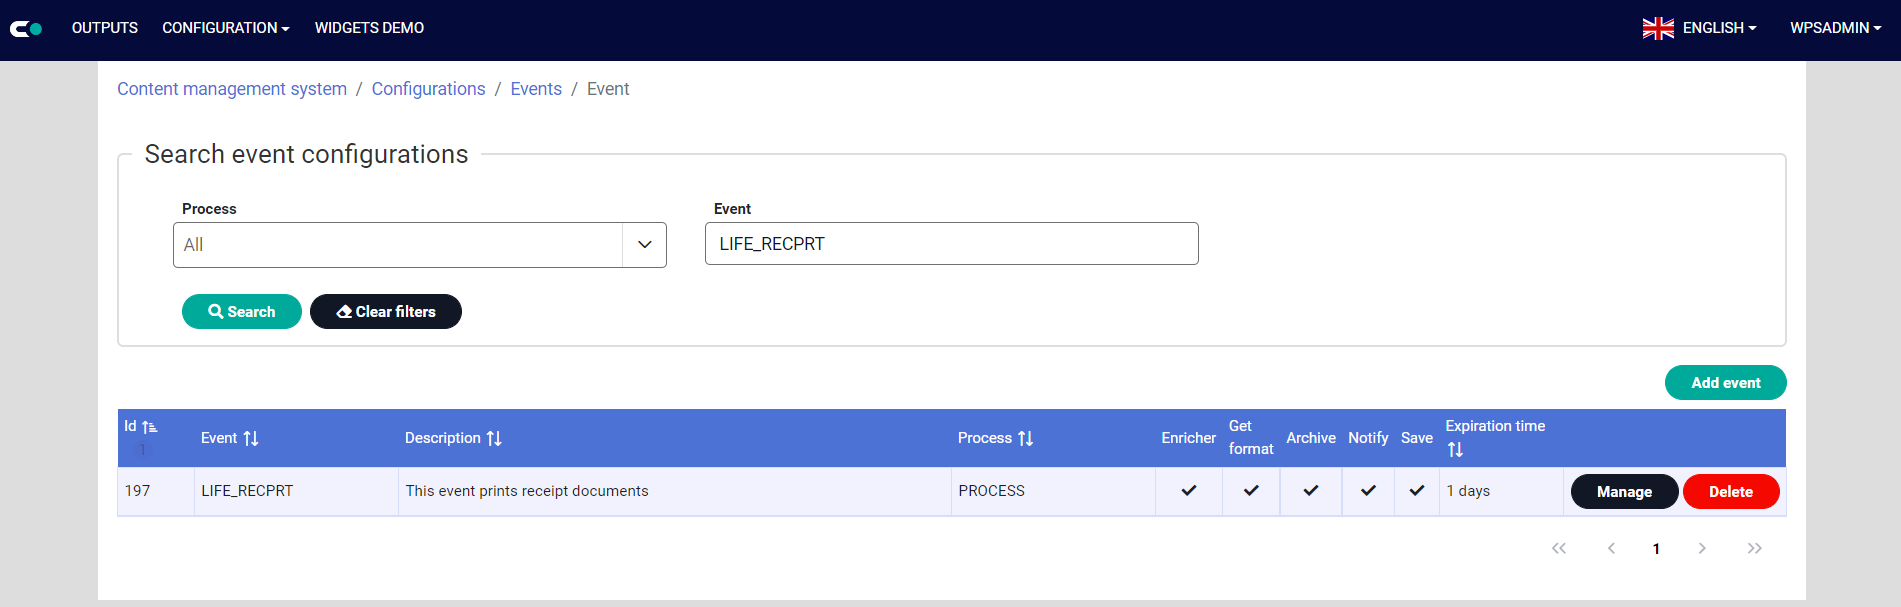 OUTPUTS CONFIGURATION WIDGETS DEMO ENGLISH WPSADMIN
Content management system / Configurations / Events / Event
Search event configurations
Process Event
All LIFE_RECPRT
Search Clear filters
Add event
Id 1 Event Description Process Enricher Get format Archive Notify Save Expiration time
197 LIFE_RECPRT This event prints receipt documents PROCESS 1 days Manage Delete
1